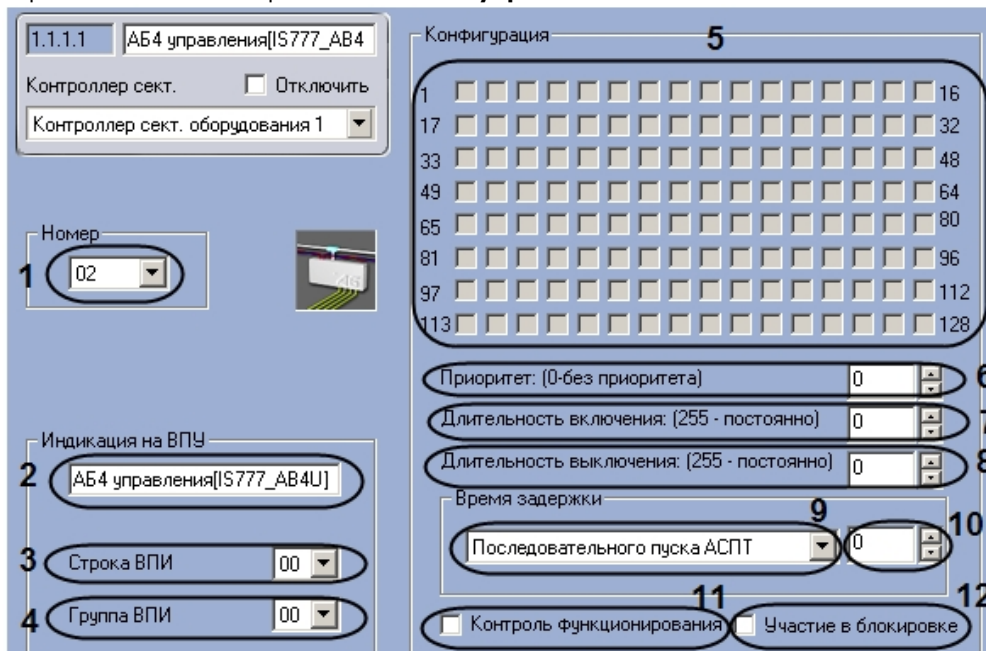 1.1.1.1 АБ4 управления[IS777_AB4
Контроллер сект. Отключить
Контроллер сект. оборудования 1
Номер
1 02
Индикация на ВПУ
2 АБ4 управления[IS777_AB4U]
3 Строка ВПИ 00
4 Группа ВПИ 00
Конфигурация 5
1 16
17 32
33 48
49 64
65 80
81 96
97 112
113 128
Приоритет: (0-без приоритета) 0 6
Длительность включения: (255 - постоянно) 0 7
Длительность выключения: (255 - постоянно) 0 8
Время задержки 9
Последовательного пуска АСПТ 0 10
11 12
Контроль функционирования Участие в блокировке